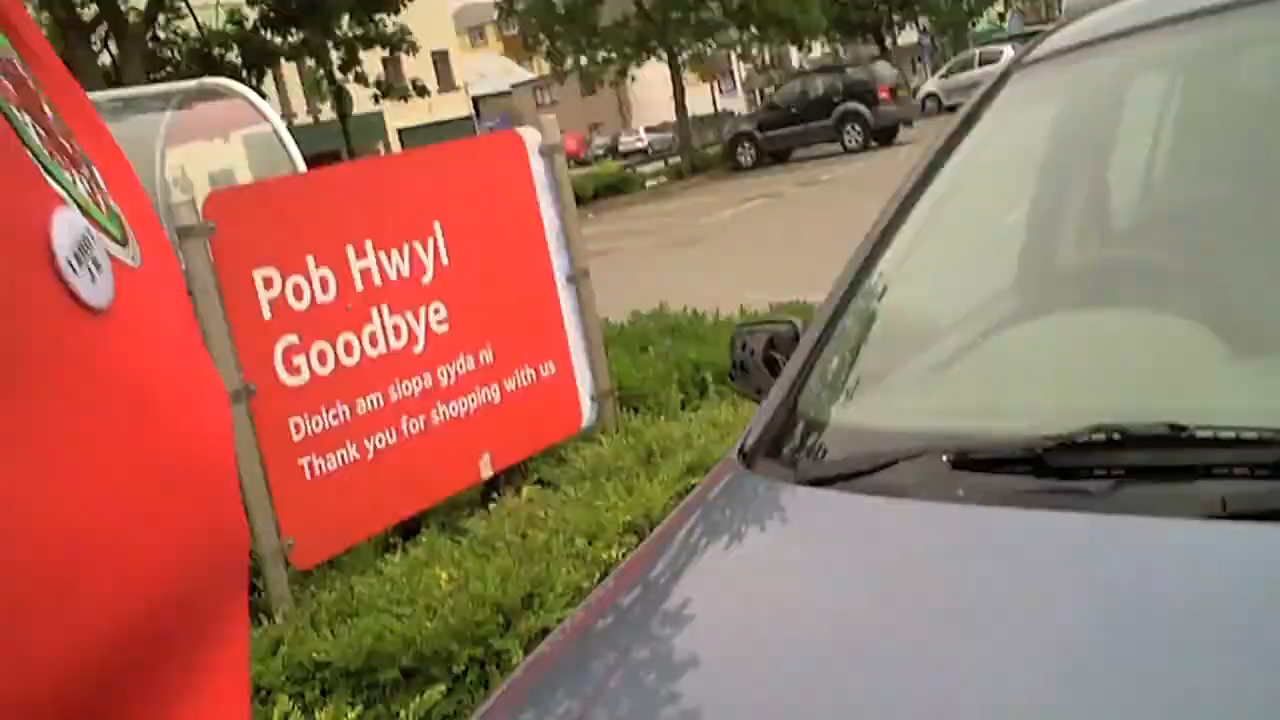 Pob Hwyl
Goodbye
Diolch am siopa gyda ni
Thank you for shopping with us